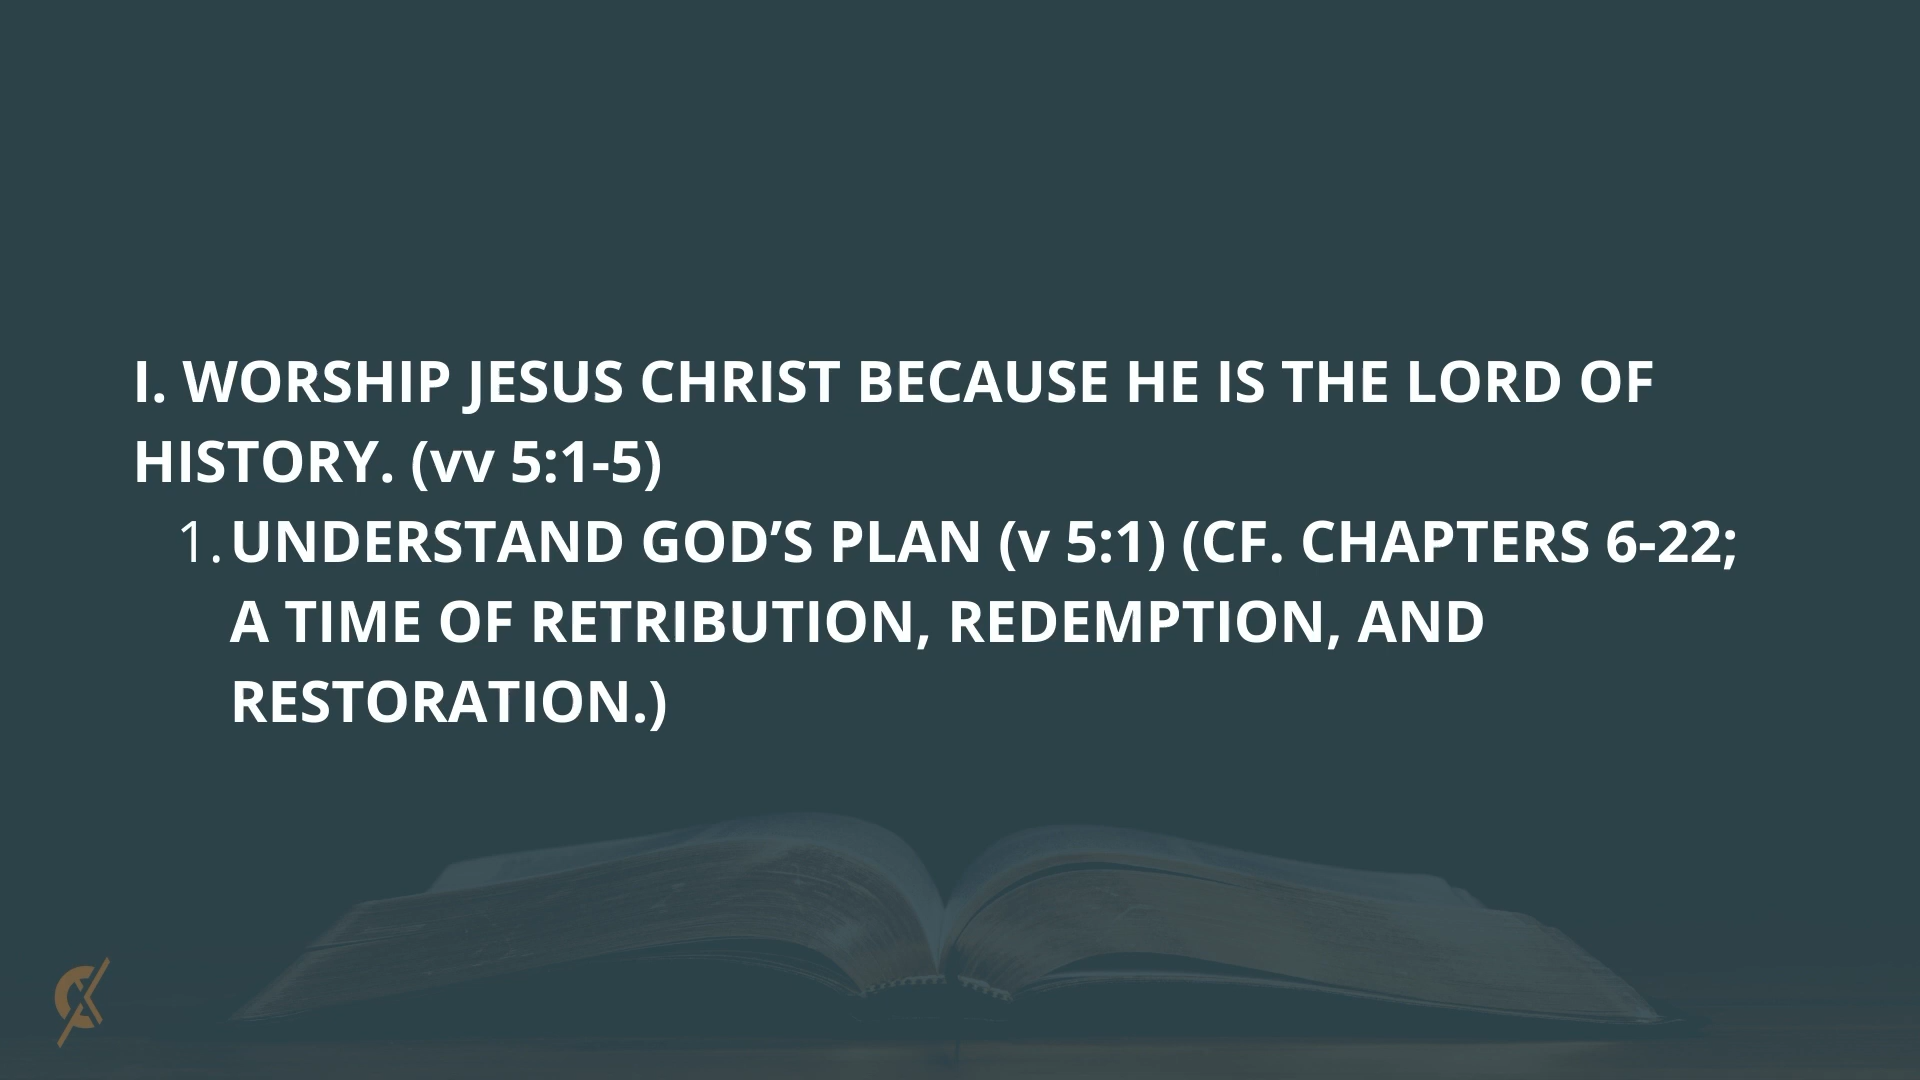 I. WORSHIP JESUS CHRIST BECAUSE HE IS THE LORD OF
HISTORY. (vv 5:1-5)
1. UNDERSTAND GOD’S PLAN (v 5:1) (CF. CHAPTERS 6-22;
A TIME OF RETRIBUTION, REDEMPTION, AND
RESTORATION.)